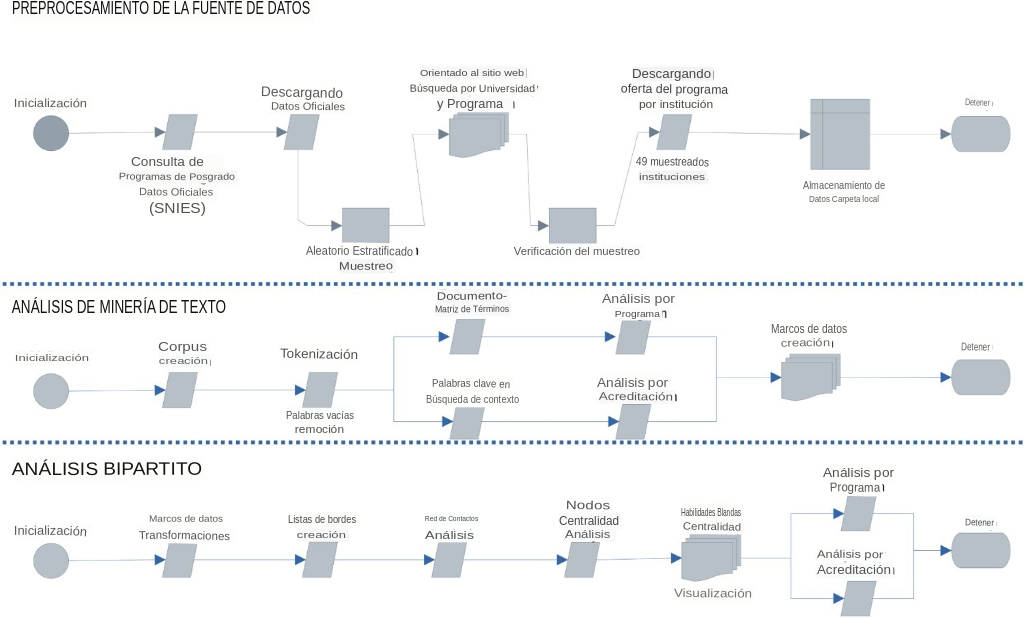 PREPROCESAMIENTO DE LA FUENTE DE DATOS
Inicialización
Consulta de
Programas de Posgrado
Datos Oficiales
(SNIES)
Descargando
Datos Oficiales
Aleatorio Estratificado
Muestreo
Orientado al sitio web
Búsqueda por Universidad
y Programa
Verificación del muestreo
Descargando
oferta del programa
por institución
49 muestreados
instituciones
Almacenamiento de
Datos Carpeta local
Detener
ANÁLISIS DE MINERÍA DE TEXTO
Inicialización
Corpus
creación
Tokenización
Palabras vacías
remoción
Documento-
Matriz de Términos
Análisis por
Programa
Palabras clave en
Búsqueda de contexto
Análisis por
Acreditación
Marcos de datos
creación
Detener
ANÁLISIS BIPARTITO
Inicialización
Marcos de datos
Transformaciones
Listas de bordes
creación
Red de Contactos
Análisis
Nodos
Centralidad
Análisis
Habilidades Blandas
Centralidad
Visualización
Análisis por
Programa
Análisis por
Acreditación
Detener